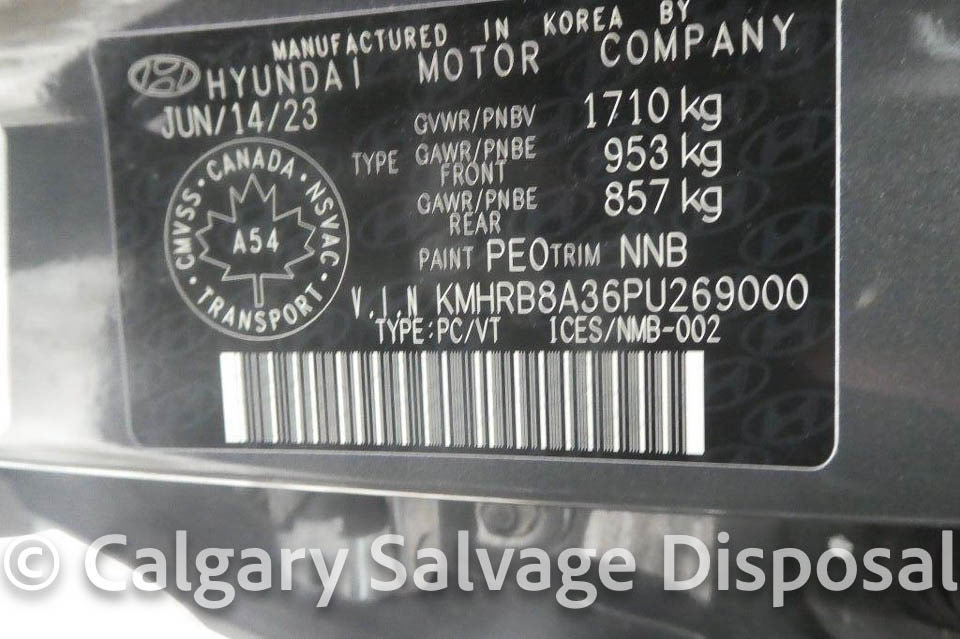 MANUFACTURED IN KOREA BY
HYUNDAI MOTOR COMPANY
JUN/14/23
GVWR/PNBV 1710 kg
TYPE GAWR/PNBE FRONT 953 kg
GAWR/PNBE REAR 857 kg
PAINT PEO TRIM NNB
V.I.N KMHRB8A36PU269000
TYPE:PC/VT ICES/NMB-002
CMVSS · CANADA · NSVAC · TRANSPORT ·
A54
© Calgary Salvage Disposal